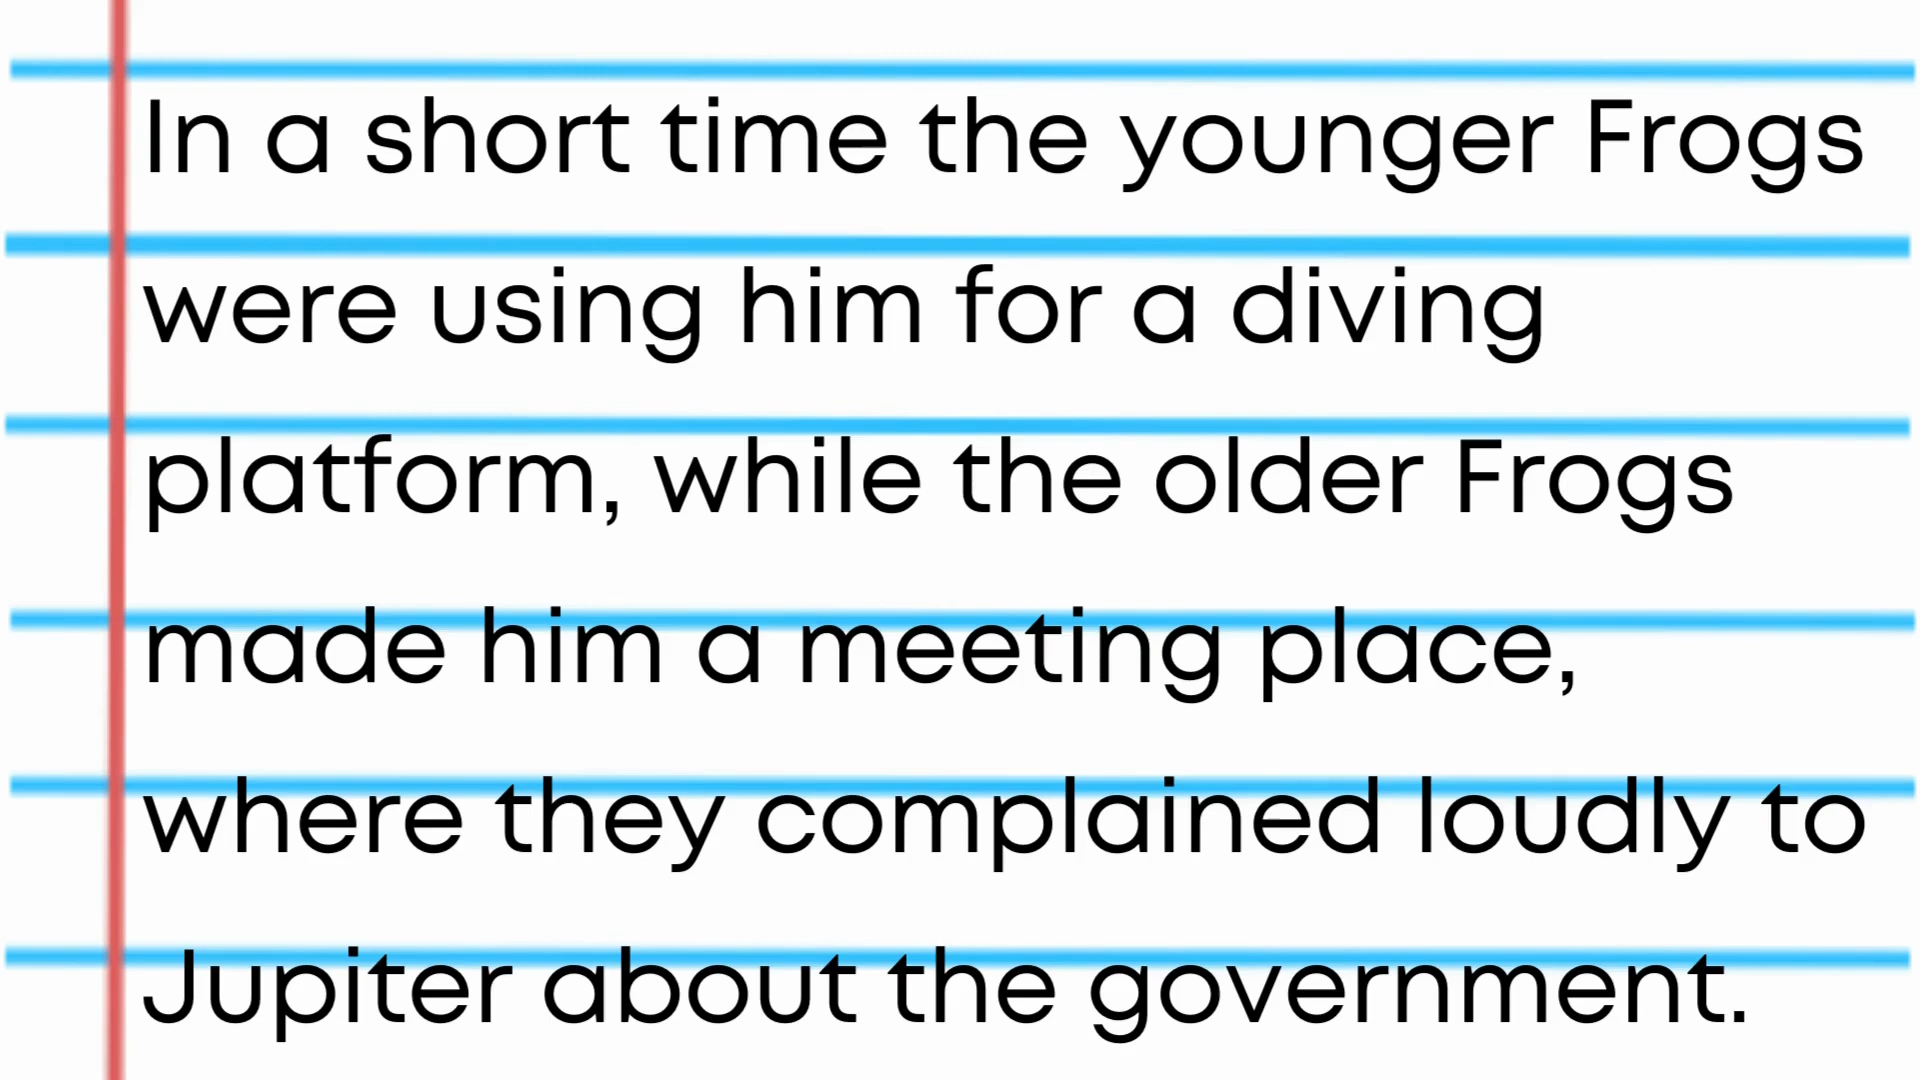 In a short time the younger Frogs
were using him for a diving
platform, while the older Frogs
made him a meeting place,
where they complained loudly to
Jupiter about the government.